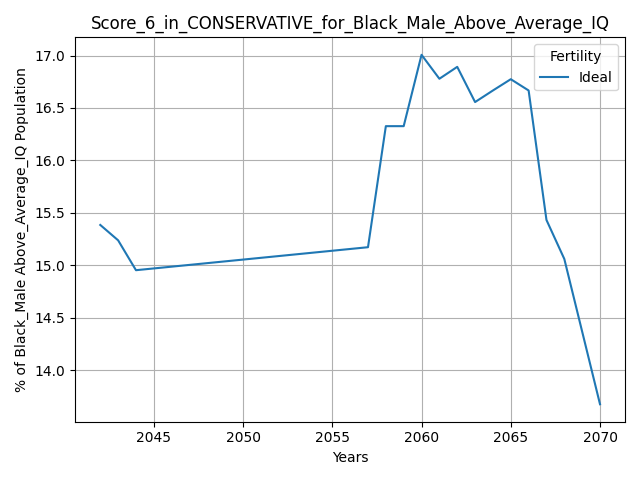 Score_6_in_CONSERVATIVE_for_Black_Male_Above_Average_IQ
% of Black_Male Above_Average_IQ Population
17.0
16.5
16.0
15.5
15.0
14.5
14.0
Fertility
Ideal
2045 2050 2055 2060 2065 2070
Years